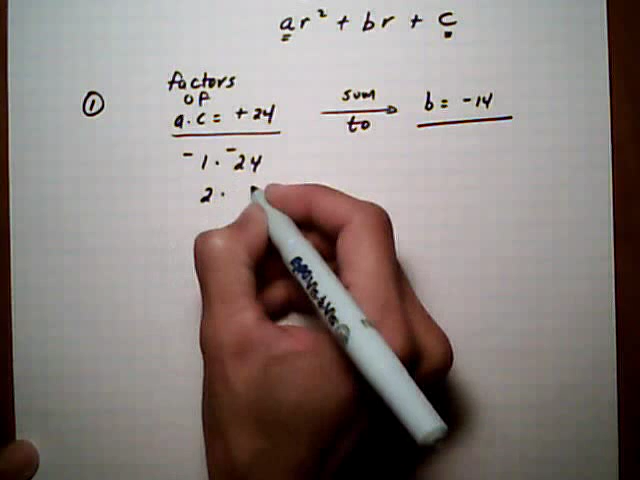 ar² + br + c
① factors
of
a·c = +24 sum to b = -14
-1 · -24
2 ·